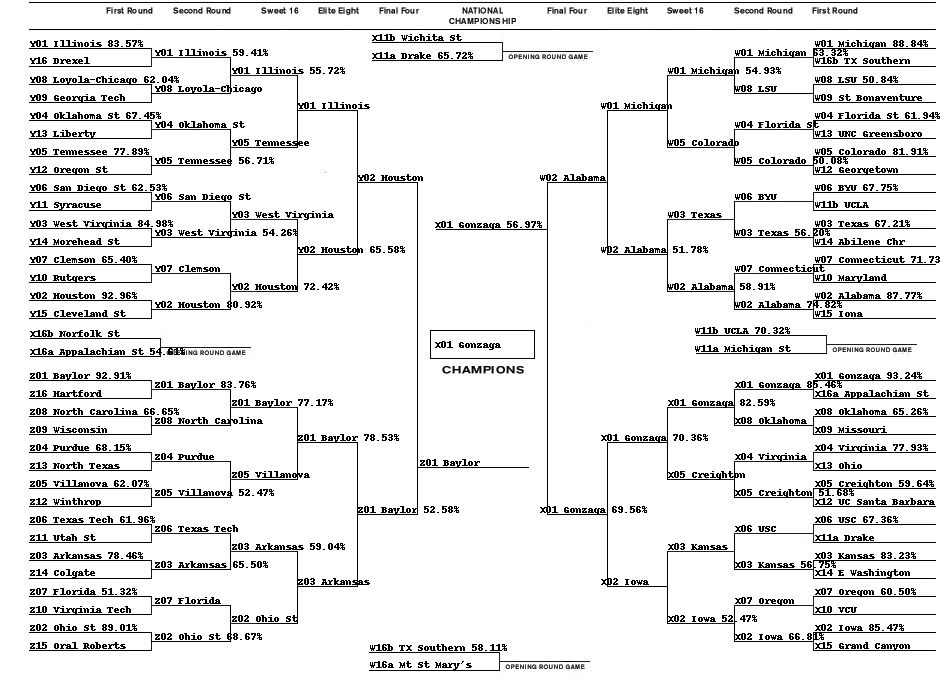 First Round Second Round Sweet 16 Elite Eight Final Four NATIONAL CHAMPIONSHIP Final Four Elite Eight Sweet 16 Second Round First Round
X11b Wichita St
X11a Drake 65.72%
OPENING ROUND GAME
Y01 Illinois 83.57%
Y16 Drexel
Y08 Loyola-Chicago 62.04%
Y09 Georgia Tech
Y04 Oklahoma St 67.45%
Y13 Liberty
Y05 Tennessee 77.89%
Y12 Oregon St
Y06 San Diego St 62.53%
Y11 Syracuse
Y03 West Virginia 84.98%
Y14 Morehead St
Y07 Clemson 65.40%
Y10 Rutgers
Y02 Houston 92.96%
Y15 Cleveland St
Y01 Illinois 59.41%
Y08 Loyola-Chicago
Y04 Oklahoma St
Y05 Tennessee 56.71%
Y06 San Diego St
Y03 West Virginia 54.26%
Y07 Clemson
Y02 Houston 80.92%
Y01 Illinois 55.72%
Y05 Tennessee
Y03 West Virginia
Y02 Houston 72.42%
Y01 Illinois
Y02 Houston 65.58%
Y02 Houston
X16b Norfolk St
X16a Appalachian St 54.61%
OPENING ROUND GAME
Z01 Baylor 92.91%
Z16 Hartford
Z08 North Carolina 66.65%
Z09 Wisconsin
Z04 Purdue 68.15%
Z13 North Texas
Z05 Villanova 62.07%
Z12 Winthrop
Z06 Texas Tech 61.96%
Z11 Utah St
Z03 Arkansas 78.46%
Z14 Colgate
Z07 Florida 51.32%
Z10 Virginia Tech
Z02 Ohio St 89.01%
Z15 Oral Roberts
Z01 Baylor 83.76%
Z08 North Carolina
Z04 Purdue
Z05 Villanova 52.47%
Z06 Texas Tech
Z03 Arkansas 65.50%
Z07 Florida
Z02 Ohio St 68.67%
Z01 Baylor 77.17%
Z05 Villanova
Z03 Arkansas 59.04%
Z02 Ohio St
Z01 Baylor 78.53%
Z03 Arkansas
Z01 Baylor 52.58%
X01 Gonzaga 56.97%
X01 Gonzaga
CHAMPIONS
Z01 Baylor
W02 Alabama
X01 Gonzaga 69.56%
W01 Michigan
W02 Alabama 51.78%
W01 Michigan 54.93%
W05 Colorado
W03 Texas
W02 Alabama 58.91%
W01 Michigan 63.32%
W08 LSU
W04 Florida St
W05 Colorado 50.08%
W06 BYU
W03 Texas 56.20%
W07 Connecticut
W02 Alabama 74.82%
W01 Michigan 88.84%
W16b TX Southern
W08 LSU 50.84%
W09 St Bonaventure
W04 Florida St 61.94%
W13 UNC Greensboro
W05 Colorado 81.91%
W12 Georgetown
W06 BYU 67.75%
W11b UCLA
W03 Texas 67.21%
W14 Abilene Chr
W07 Connecticut 71.73
W10 Maryland
W02 Alabama 87.77%
W15 Iona
W11b UCLA 70.32%
W11a Michigan St
OPENING ROUND GAME
X01 Gonzaga 70.36%
X02 Iowa
X01 Gonzaga 82.59%
X05 Creighton
X03 Kansas
X02 Iowa 52.47%
X01 Gonzaga 85.46%
X08 Oklahoma
X04 Virginia
X05 Creighton 51.68%
X06 USC
X03 Kansas 56.75%
X07 Oregon
X02 Iowa 66.81%
X01 Gonzaga 93.24%
X16a Appalachian St
X08 Oklahoma 65.26%
X09 Missouri
X04 Virginia 77.93%
X13 Ohio
X05 Creighton 59.64%
X12 UC Santa Barbara
X06 USC 67.36%
X11a Drake
X03 Kansas 83.23%
X14 E Washington
X07 Oregon 60.50%
X10 VCU
X02 Iowa 85.47%
X15 Grand Canyon
W16b TX Southern 58.11%
W16a Mt St Mary's
OPENING ROUND GAME